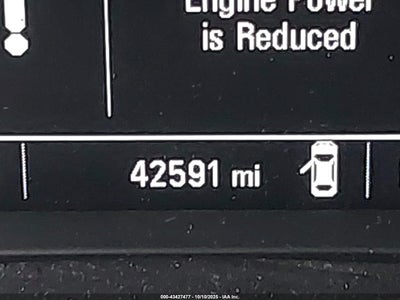 Engine Power
is Reduced
42591 mi
000-43427477 - 10/10/2025 - IAA Inc.